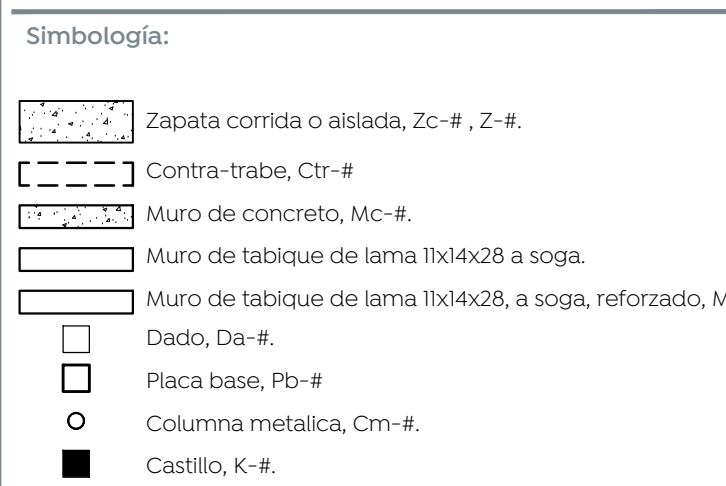 Simbología:
Zapata corrida o aislada, Zc-# , Z-#.
Contra-trabe, Ctr-#
Muro de concreto, Mc-#.
Muro de tabique de lama 11x14x28 a soga.
Muro de tabique de lama 11x14x28, a soga, reforzado,
Dado, Da-#.
Placa base, Pb-#
Columna metalica, Cm-#.
Castillo, K-#.